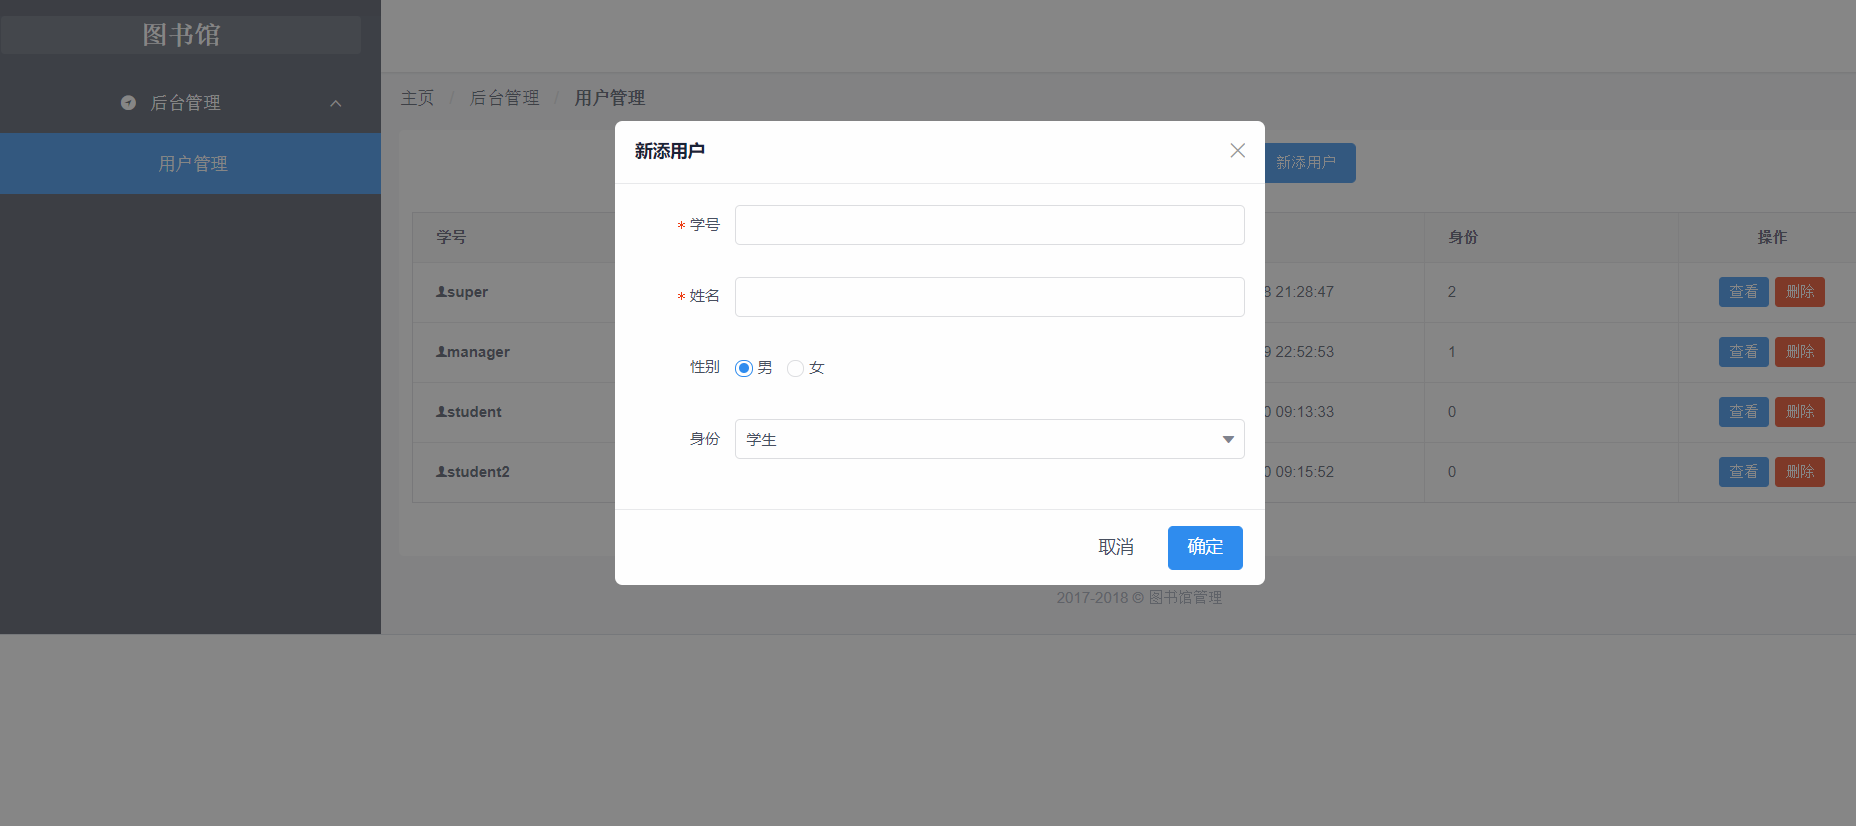 图书馆
后台管理
用户管理
主页 / 后台管理 / 用户管理
新添用户
新添用户
* 学号
* 姓名
性别 男 女
身份 学生
取消 确定
学号 身份 操作
super 21:28:47 2 查看 删除
manager 22:52:53 1 查看 删除
student 09:13:33 0 查看 删除
student2 09:15:52 0 查看 删除
2017-2018 © 图书馆管理